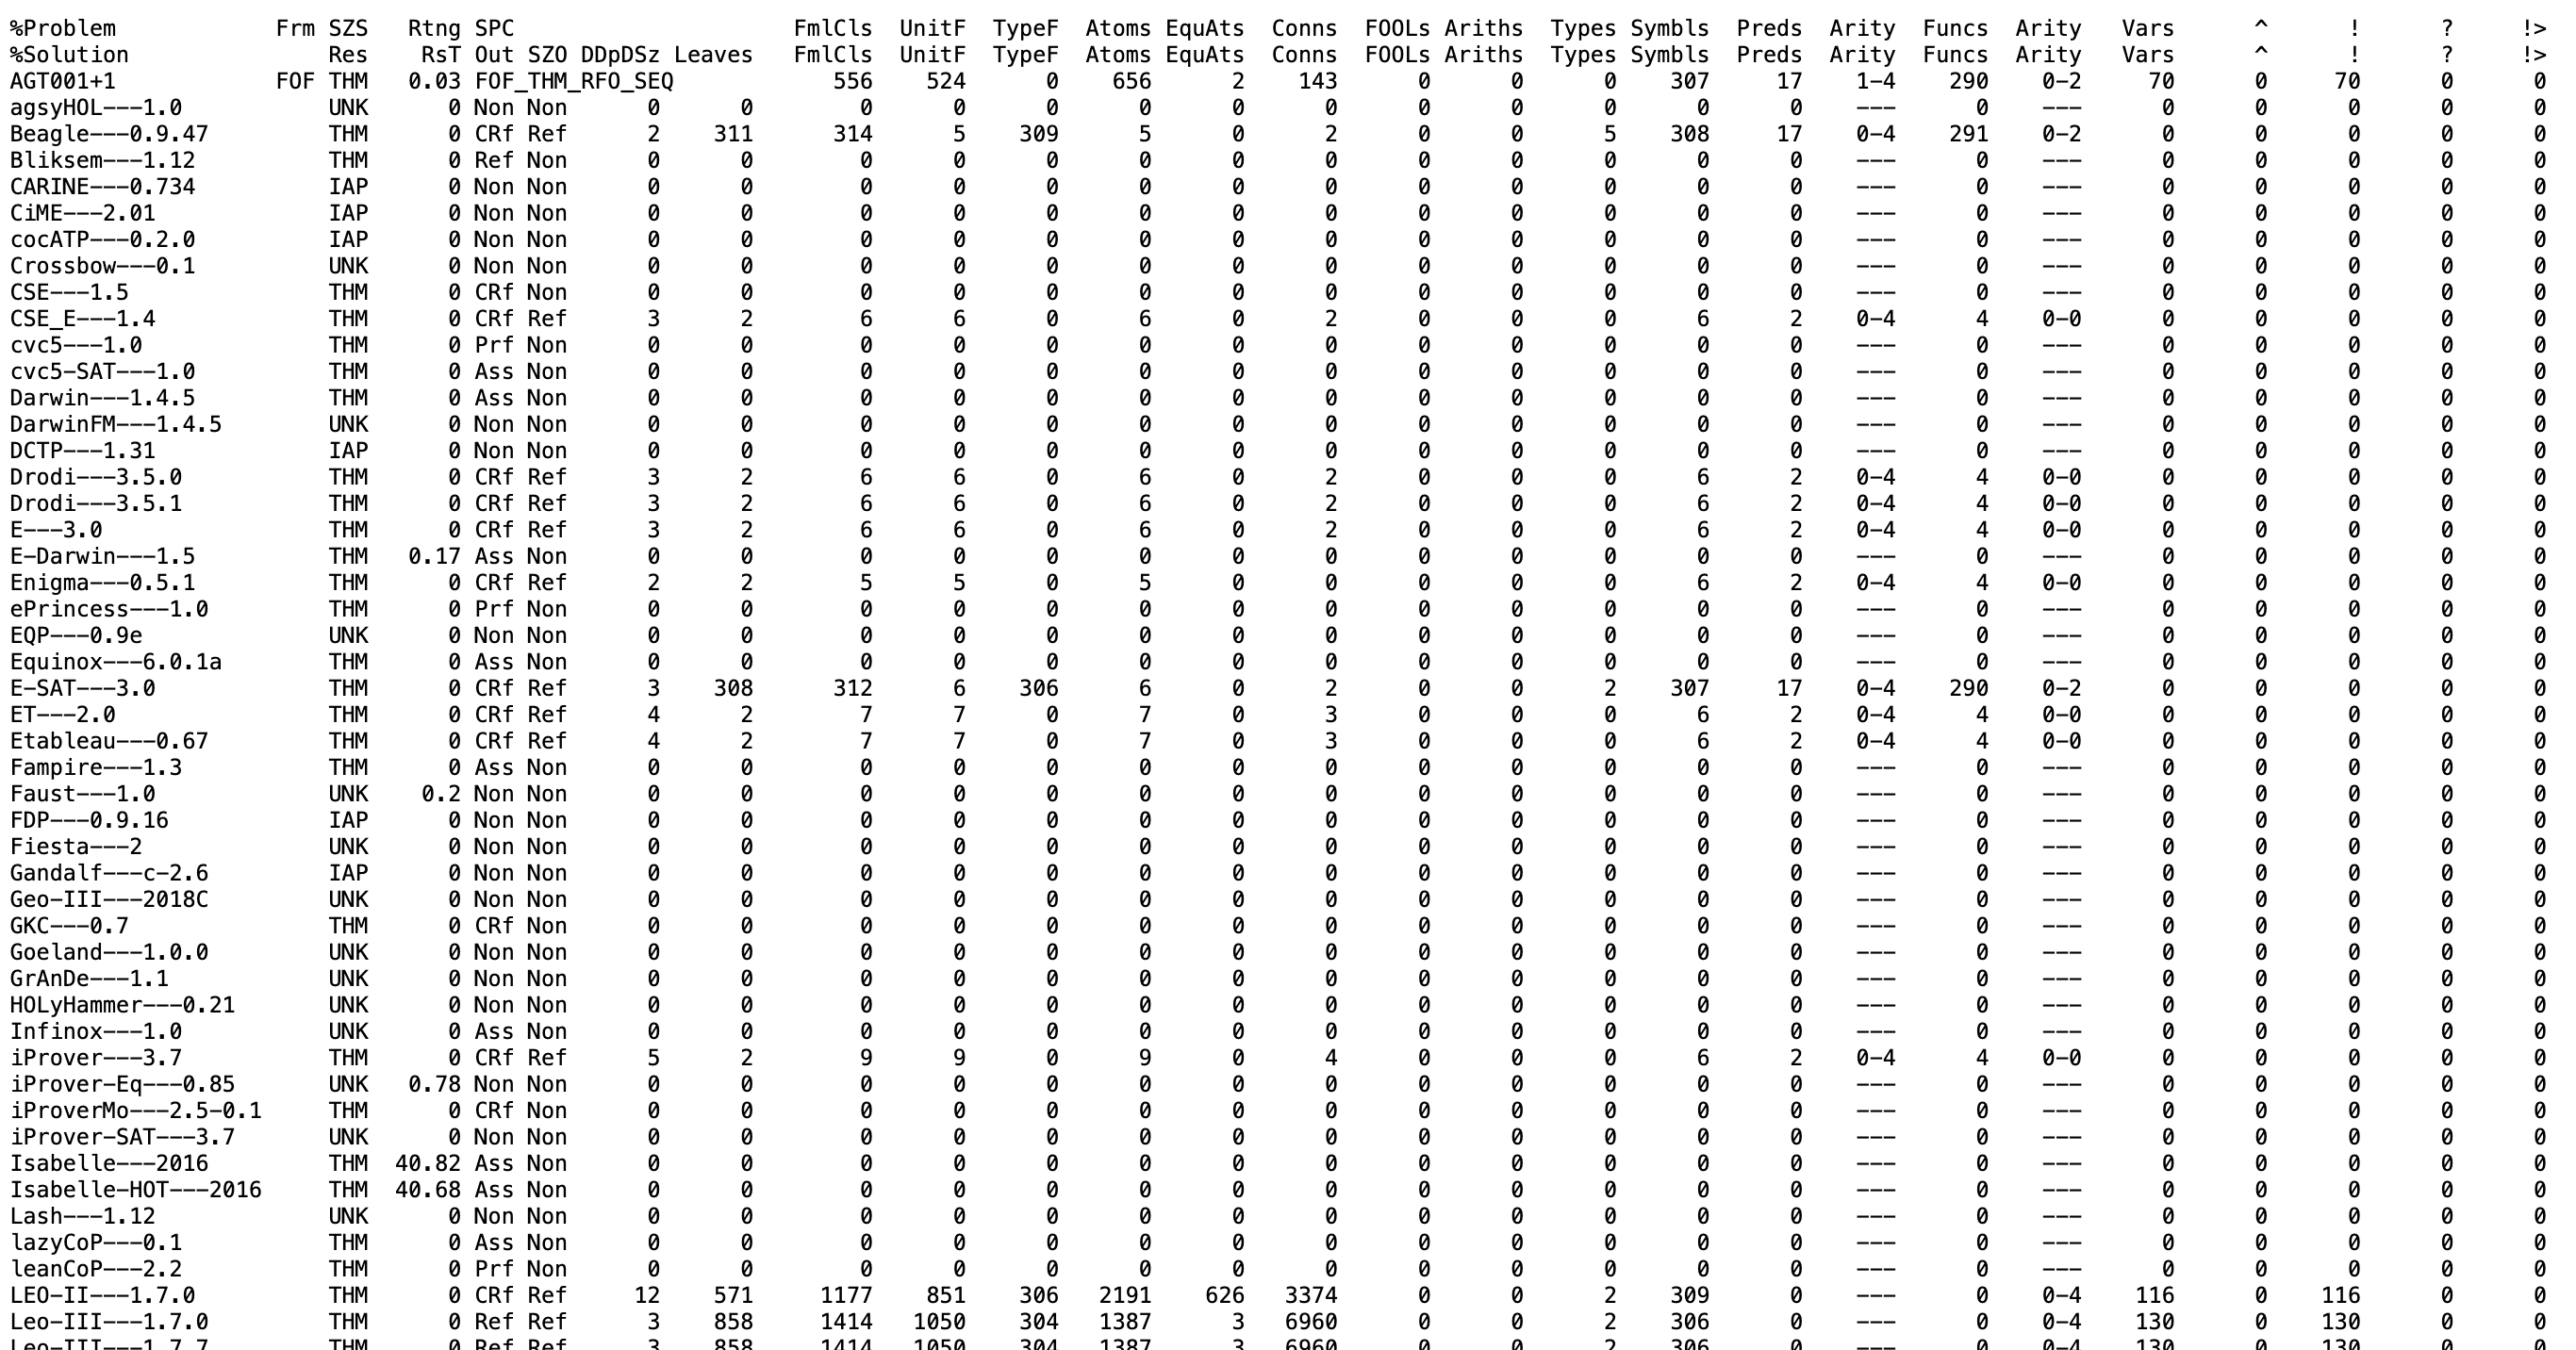 %Problem Frm SZS Rtng SPC FmlCls UnitF TypeF Atoms EquAts Conns FOOLs Ariths Types Symbls Preds Arity Funcs Arity Vars ^ ! ? !>
%Solution Res RsT Out SZO DDpDSz Leaves FmlCls UnitF TypeF Atoms EquAts Conns FOOLs Ariths Types Symbls Preds Arity Funcs Arity Vars ^ ! ? !>
AGT001+1 FOF THM 0.03 FOF_THM_RFO_SEQ 556 524 0 656 2 143 0 0 0 307 17 1-4 290 0-2 70 0 70 0 0
agsyHOL---1.0 UNK 0 Non Non 0 0 0 0 0 0 0 0 0 0 0 0 0 --- 0 --- 0 0 0 0 0
Beagle---0.9.47 THM 0 CRf Ref 2 311 314 5 309 5 0 2 0 0 5 308 17 0-4 291 0-2 0 0 0 0 0
Bliksem---1.12 THM 0 Ref Non 0 0 0 0 0 0 0 0 0 0 0 0 0 --- 0 --- 0 0 0 0 0
CARINE---0.734 IAP 0 Non Non 0 0 0 0 0 0 0 0 0 0 0 0 0 --- 0 --- 0 0 0 0 0
CiME---2.01 IAP 0 Non Non 0 0 0 0 0 0 0 0 0 0 0 0 0 --- 0 --- 0 0 0 0 0
cocATP---0.2.0 IAP 0 Non Non 0 0 0 0 0 0 0 0 0 0 0 0 0 --- 0 --- 0 0 0 0 0
Crossbow---0.1 UNK 0 Non Non 0 0 0 0 0 0 0 0 0 0 0 0 0 --- 0 --- 0 0 0 0 0
CSE---1.5 THM 0 CRf Non 0 0 0 0 0 0 0 0 0 0 0 0 0 --- 0 --- 0 0 0 0 0
CSE_E---1.4 THM 0 CRf Ref 3 2 6 6 0 6 0 2 0 0 0 6 2 0-4 4 0-0 0 0 0 0 0
cvc5---1.0 THM 0 Prf Non 0 0 0 0 0 0 0 0 0 0 0 0 0 --- 0 --- 0 0 0 0 0
cvc5-SAT---1.0 THM 0 Ass Non 0 0 0 0 0 0 0 0 0 0 0 0 0 --- 0 --- 0 0 0 0 0
Darwin---1.4.5 THM 0 Ass Non 0 0 0 0 0 0 0 0 0 0 0 0 0 --- 0 --- 0 0 0 0 0
DarwinFM---1.4.5 UNK 0 Non Non 0 0 0 0 0 0 0 0 0 0 0 0 0 --- 0 --- 0 0 0 0 0
DCTP---1.31 IAP 0 Non Non 0 0 0 0 0 0 0 0 0 0 0 0 0 --- 0 --- 0 0 0 0 0
Drodi---3.5.0 THM 0 CRf Ref 3 2 6 6 0 6 0 2 0 0 0 6 2 0-4 4 0-0 0 0 0 0 0
Drodi---3.5.1 THM 0 CRf Ref 3 2 6 6 0 6 0 2 0 0 0 6 2 0-4 4 0-0 0 0 0 0 0
E---3.0 THM 0 CRf Ref 3 2 6 6 0 6 0 2 0 0 0 6 2 0-4 4 0-0 0 0 0 0 0
E-Darwin---1.5 THM 0.17 Ass Non 0 0 0 0 0 0 0 0 0 0 0 0 0 --- 0 --- 0 0 0 0 0
Enigma---0.5.1 THM 0 CRf Ref 2 2 5 5 0 5 0 0 0 0 0 6 2 0-4 4 0-0 0 0 0 0 0
ePrincess---1.0 THM 0 Prf Non 0 0 0 0 0 0 0 0 0 0 0 0 0 --- 0 --- 0 0 0 0 0
EQP---0.9e UNK 0 Non Non 0 0 0 0 0 0 0 0 0 0 0 0 0 --- 0 --- 0 0 0 0 0
Equinox---6.0.1a THM 0 Ass Non 0 0 0 0 0 0 0 0 0 0 0 0 0 --- 0 --- 0 0 0 0 0
E-SAT---3.0 THM 0 CRf Ref 3 308 312 6 306 6 0 2 0 0 2 307 17 0-4 290 0-2 0 0 0 0 0
ET---2.0 THM 0 CRf Ref 4 2 7 7 0 7 0 3 0 0 0 6 2 0-4 4 0-0 0 0 0 0 0
Etableau---0.67 THM 0 CRf Ref 4 2 7 7 0 7 0 3 0 0 0 6 2 0-4 4 0-0 0 0 0 0 0
Fampire---1.3 THM 0 Ass Non 0 0 0 0 0 0 0 0 0 0 0 0 0 --- 0 --- 0 0 0 0 0
Faust---1.0 UNK 0.2 Non Non 0 0 0 0 0 0 0 0 0 0 0 0 0 --- 0 --- 0 0 0 0 0
FDP---0.9.16 IAP 0 Non Non 0 0 0 0 0 0 0 0 0 0 0 0 0 --- 0 --- 0 0 0 0 0
Fiesta---2 UNK 0 Non Non 0 0 0 0 0 0 0 0 0 0 0 0 0 --- 0 --- 0 0 0 0 0
Gandalf---c-2.6 IAP 0 Non Non 0 0 0 0 0 0 0 0 0 0 0 0 0 --- 0 --- 0 0 0 0 0
Geo-III---2018C UNK 0 Non Non 0 0 0 0 0 0 0 0 0 0 0 0 0 --- 0 --- 0 0 0 0 0
GKC---0.7 THM 0 CRf Non 0 0 0 0 0 0 0 0 0 0 0 0 0 --- 0 --- 0 0 0 0 0
Goeland---1.0.0 UNK 0 Non Non 0 0 0 0 0 0 0 0 0 0 0 0 0 --- 0 --- 0 0 0 0 0
GrAnDe---1.1 UNK 0 Non Non 0 0 0 0 0 0 0 0 0 0 0 0 0 --- 0 --- 0 0 0 0 0
HOLyHammer---0.21 UNK 0 Non Non 0 0 0 0 0 0 0 0 0 0 0 0 0 --- 0 --- 0 0 0 0 0
Infinox---1.0 UNK 0 Ass Non 0 0 0 0 0 0 0 0 0 0 0 0 0 --- 0 --- 0 0 0 0 0
iProver---3.7 THM 0 CRf Ref 5 2 9 9 0 9 0 4 0 0 0 6 2 0-4 4 0-0 0 0 0 0 0
iProver-Eq---0.85 UNK 0.78 Non Non 0 0 0 0 0 0 0 0 0 0 0 0 0 --- 0 --- 0 0 0 0 0
iProverMo---2.5-0.1 THM 0 CRf Non 0 0 0 0 0 0 0 0 0 0 0 0 0 --- 0 --- 0 0 0 0 0
iProver-SAT---3.7 UNK 0 Non Non 0 0 0 0 0 0 0 0 0 0 0 0 0 --- 0 --- 0 0 0 0 0
Isabelle---2016 THM 40.82 Ass Non 0 0 0 0 0 0 0 0 0 0 0 0 0 --- 0 --- 0 0 0 0 0
Isabelle-HOT---2016 THM 40.68 Ass Non 0 0 0 0 0 0 0 0 0 0 0 0 0 --- 0 --- 0 0 0 0 0
Lash---1.12 UNK 0 Non Non 0 0 0 0 0 0 0 0 0 0 0 0 0 --- 0 --- 0 0 0 0 0
lazyCoP---0.1 THM 0 Ass Non 0 0 0 0 0 0 0 0 0 0 0 0 0 --- 0 --- 0 0 0 0 0
leanCoP---2.2 THM 0 Prf Non 0 0 0 0 0 0 0 0 0 0 0 0 0 --- 0 --- 0 0 0 0 0
LEO-II---1.7.0 THM 0 CRf Ref 12 571 1177 851 306 2191 626 3374 0 0 2 309 0 --- 0 0-4 116 0 116 0 0
Leo-III---1.7.0 THM 0 Ref Ref 3 858 1414 1050 304 1387 3 6960 0 0 2 306 0 --- 0 0-4 130 0 130 0 0
Leo-III---1.7.7 THM 0 Ref Ref 3 858 1414 1050 304 1387 3 6960 0 0 2 306 0 --- 0 0-4 130 0 130 0 0